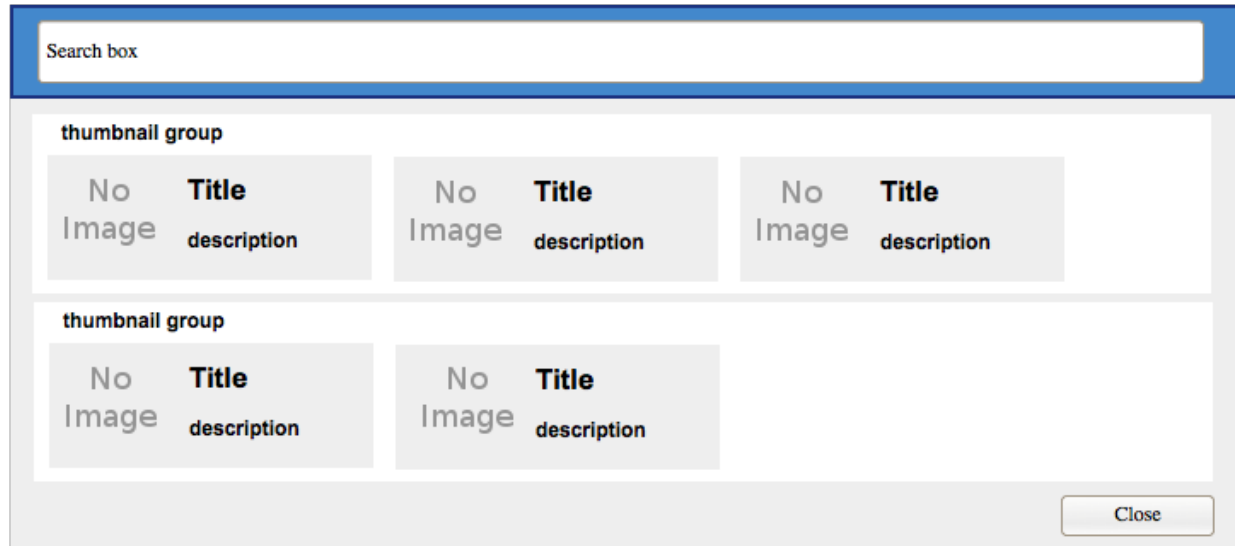 Search box
thumbnail group
No
Image
Title
description
No
Image
Title
description
No
Image
Title
description
thumbnail group
No
Image
Title
description
No
Image
Title
description
Close